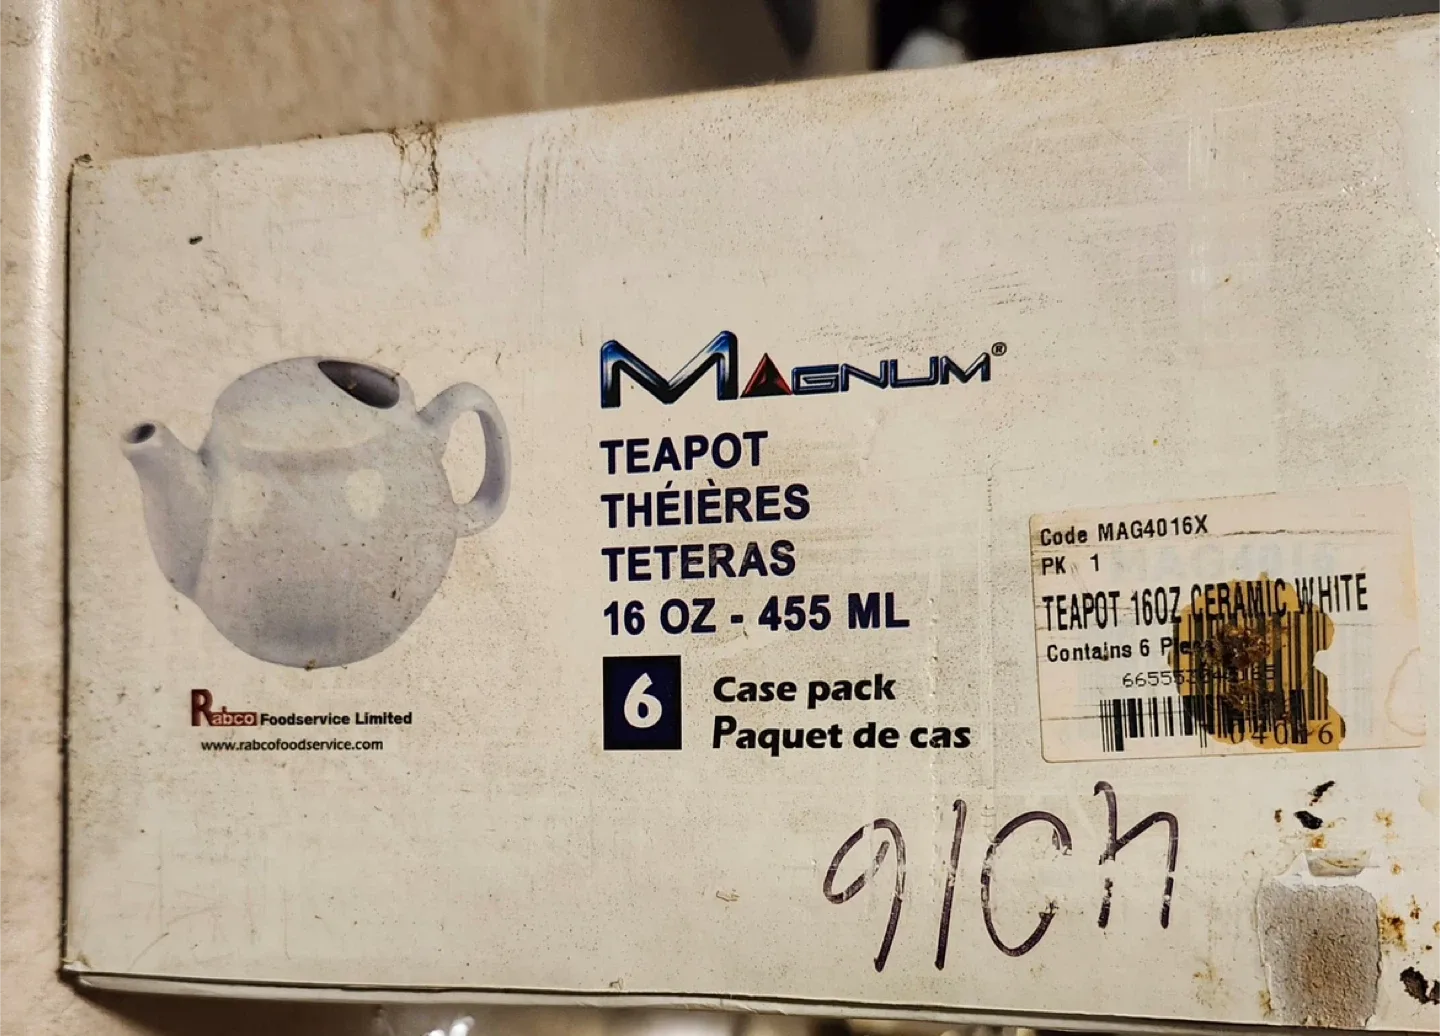 MAGNUM®
TEAPOT
THÉIÈRES
TETERAS
16 OZ - 455 ML
6 Case pack
Paquet de cas
Rabco Foodservice Limited
www.rabcofoodservice.com
Code MAG4016X
PK 1
TEAPOT 16OZ CERAMIC WHITE
Contains 6
4016